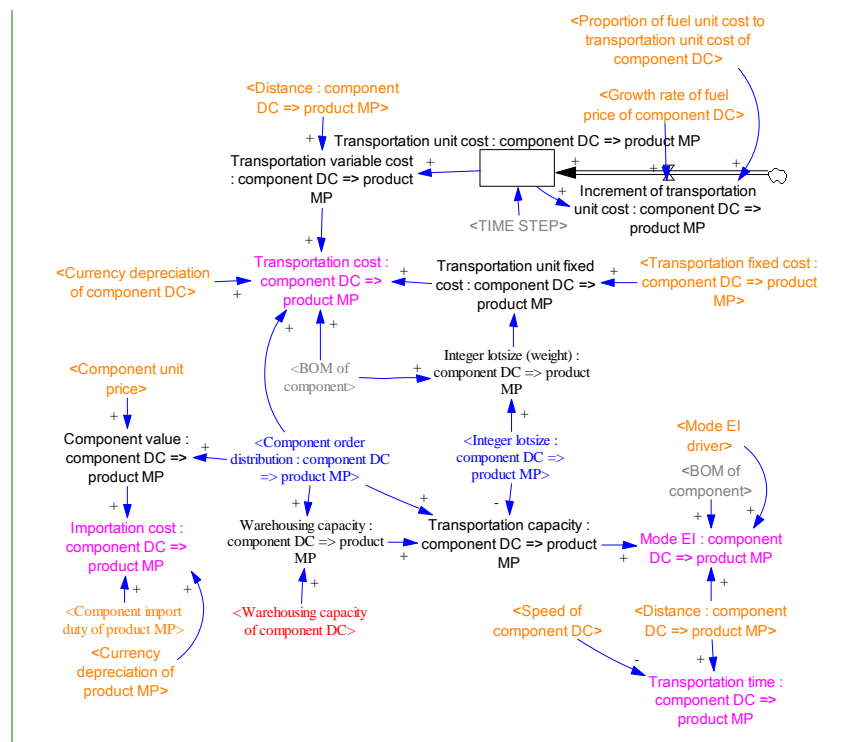 <Proportion of fuel unit cost to
transportation unit cost of
component DC>
<Distance : component
DC => product MP>
<Growth rate of fuel
price of component DC>
+
Transportation unit cost : component DC => product MP
Transportation variable cost
: component DC => product
MP
+
+
+
+
+
Increment of transportation
unit cost : component DC =>
product MP
<TIME STEP>
+
<Currency depreciation
of component DC>
+
Transportation cost :
component DC =>
product MP
+
Transportation unit fixed
cost : component DC =>
product MP
+
<Transportation fixed cost :
component DC => product
MP>
+
+
<BOM of
component>
+
Integer lotsize (weight) :
component DC => product
MP
<Component unit
price>
+
Component value :
component DC =>
product MP
+
<Component order
distribution : component DC
=> product MP>
+
<Integer lotsize :
component DC =>
product MP>
<Mode EI
driver>
<BOM of
component>
+
Importation cost :
component DC =>
product MP
+
Warehousing capacity :
component DC => product
MP
+
+
-
Transportation capacity :
component DC => product
MP
+
+
+
Mode EI : component
DC => product MP
+
+
<Component import
duty of product MP>
<Currency
depreciation of
product MP>
+
<Warehousing capacity
of component DC>
<Speed of
component DC>
+
<Distance : component
DC => product MP>
-
+
Transportation time :
component DC =>
product MP